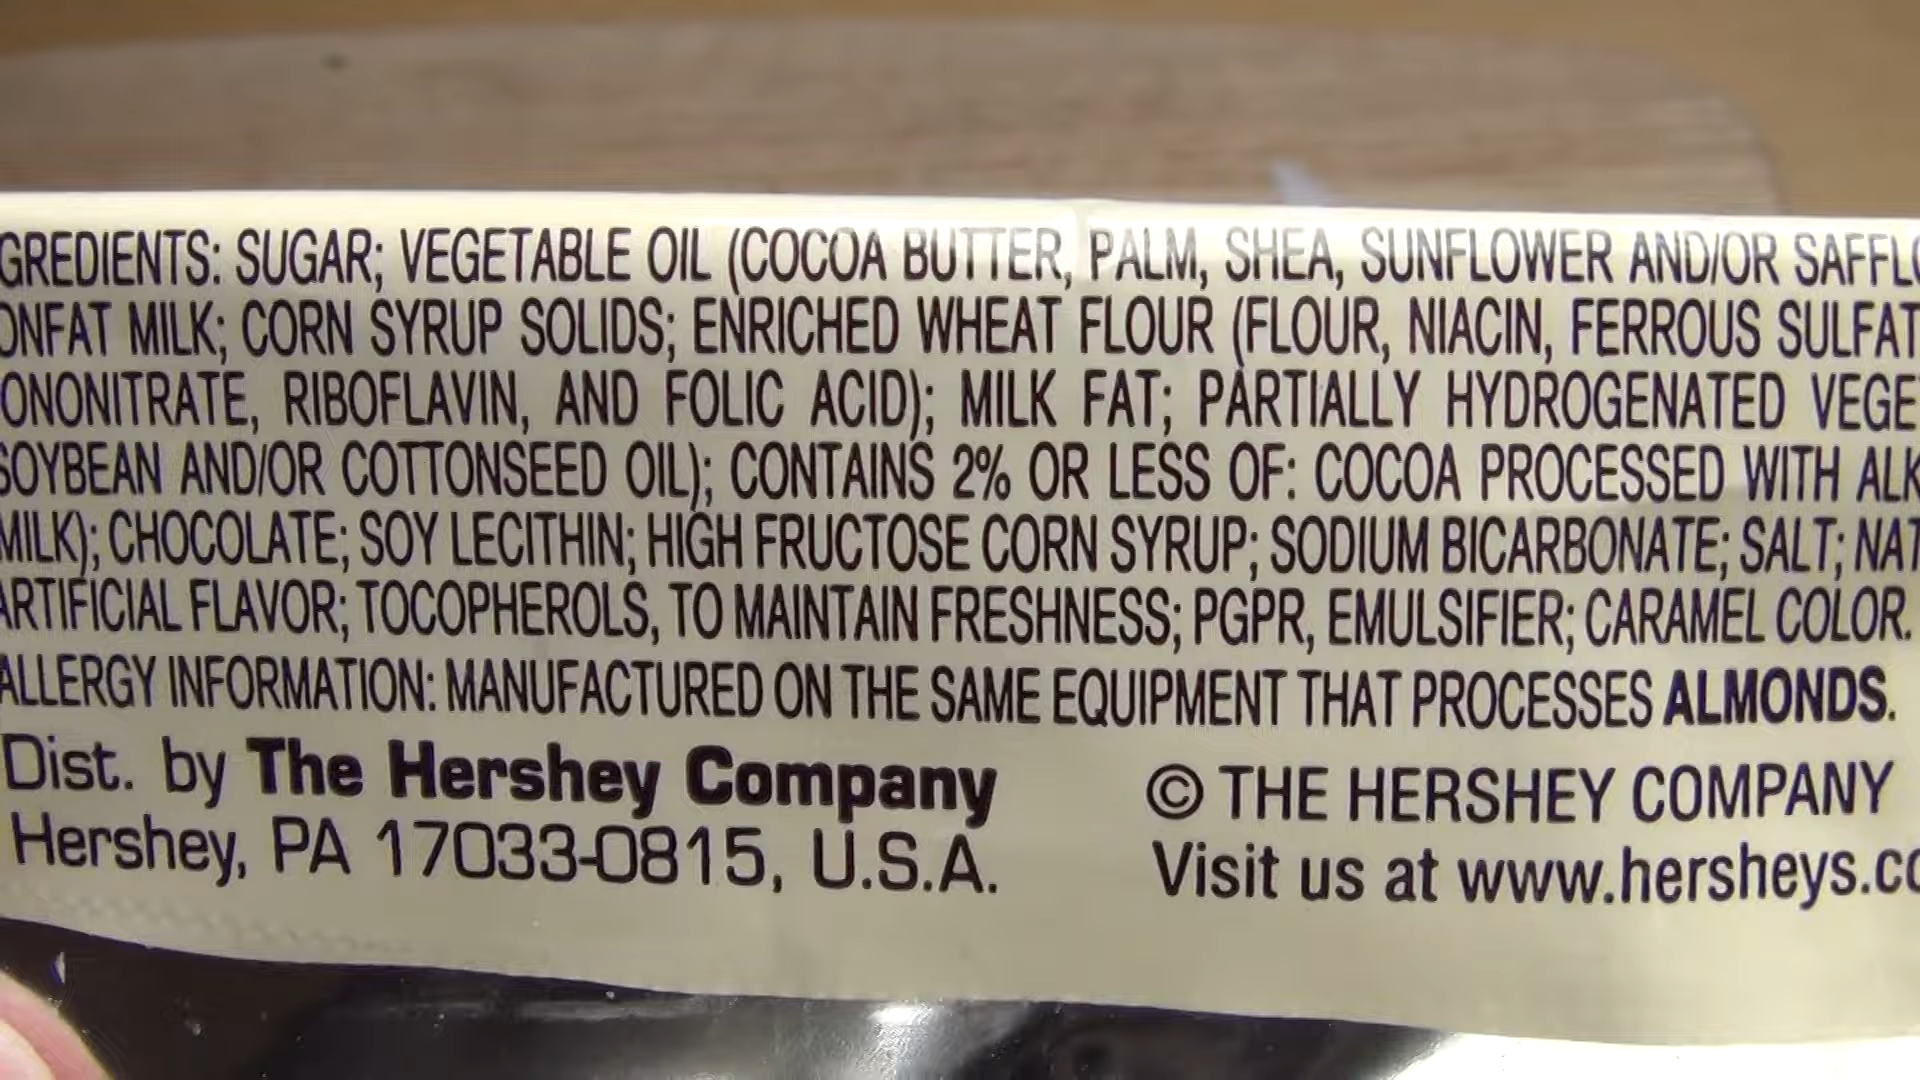 GREDIENTS: SUGAR; VEGETABLE OIL (COCOA BUTTER, PALM, SHEA, SUNFLOWER AND/OR SAFFLO
ONFAT MILK; CORN SYRUP SOLIDS; ENRICHED WHEAT FLOUR (FLOUR, NIACIN, FERROUS SULFAT
ONONITRATE, RIBOFLAVIN, AND FOLIC ACID); MILK FAT; PARTIALLY HYDROGENATED VEGET
SOYBEAN AND/OR COTTONSEED OIL); CONTAINS 2% OR LESS OF: COCOA PROCESSED WITH ALK
MILK); CHOCOLATE; SOY LECITHIN; HIGH FRUCTOSE CORN SYRUP; SODIUM BICARBONATE; SALT; NAT
ARTIFICIAL FLAVOR; TOCOPHEROLS, TO MAINTAIN FRESHNESS; PGPR, EMULSIFIER; CARAMEL COLOR.
ALLERGY INFORMATION: MANUFACTURED ON THE SAME EQUIPMENT THAT PROCESSES ALMONDS.
Dist. by The Hershey Company
Hershey, PA 17033-0815, U.S.A.
© THE HERSHEY COMPANY
Visit us at www.hersheys.co